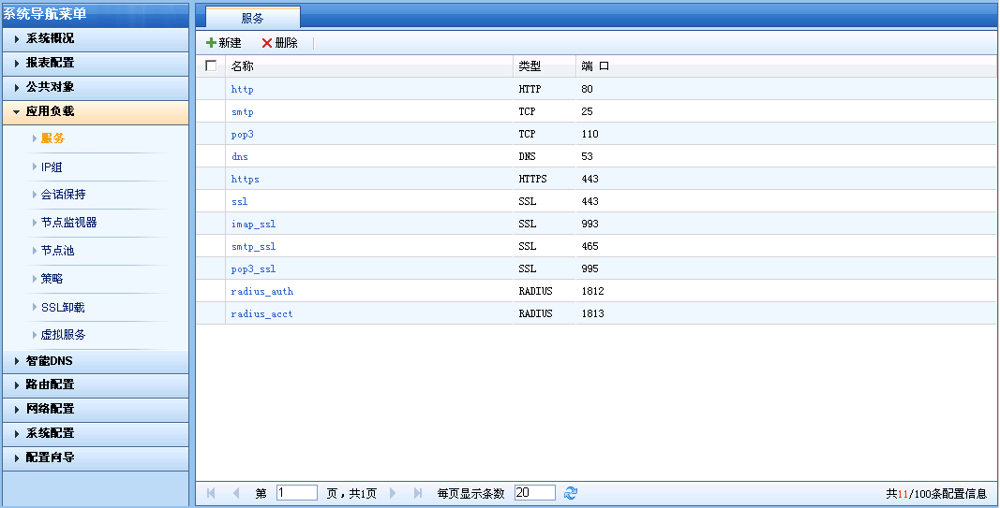 系统导航菜单
系统概况
报表配置
公共对象
应用负载
服务
IP组
会话保持
节点监视器
节点池
策略
SSL卸载
虚拟服务
智能DNS
路由配置
网络配置
系统配置
配置向导
服务
新建 删除
名称 类型 端 口
http HTTP 80
smtp TCP 25
pop3 TCP 110
dns DNS 53
https HTTPS 443
ssl SSL 443
imap_ssl SSL 993
smtp_ssl SSL 465
pop3_ssl SSL 995
radius_auth RADIUS 1812
radius_acct RADIUS 1813
第 1 页，共1页 每页显示条数 20 共11/100条配置信息